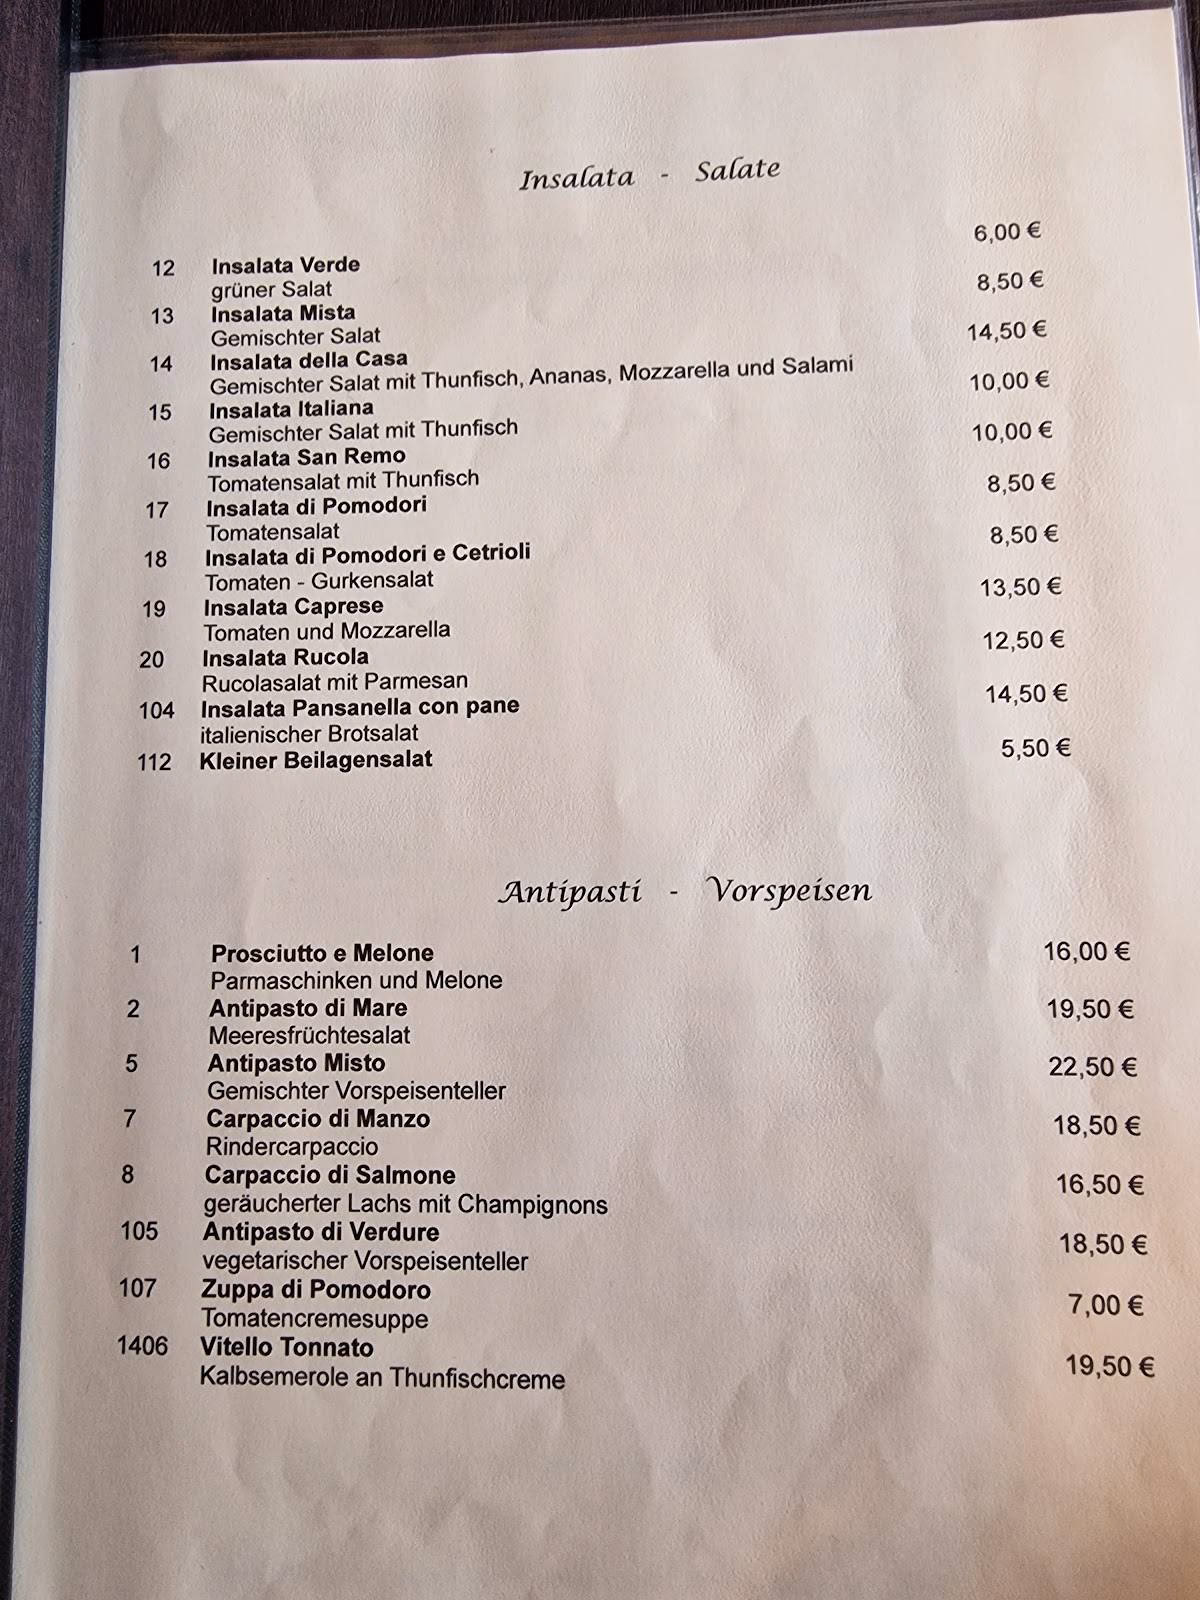 Insalata - Salate
12 Insalata Verde 6,00 €
grüner Salat
13 Insalata Mista 8,50 €
Gemischter Salat
14 Insalata della Casa 14,50 €
Gemischter Salat mit Thunfisch, Ananas, Mozzarella und Salami
15 Insalata Italiana 10,00 €
Gemischter Salat mit Thunfisch
16 Insalata San Remo 10,00 €
Tomatensalat mit Thunfisch
17 Insalata di Pomodori 8,50 €
Tomatensalat
18 Insalata di Pomodori e Cetrioli 8,50 €
Tomaten - Gurkensalat
19 Insalata Caprese 13,50 €
Tomaten und Mozzarella
20 Insalata Rucola 12,50 €
Rucolasalat mit Parmesan
104 Insalata Pansanella con pane 14,50 €
italienischer Brotsalat
112 Kleiner Beilagensalat 5,50 €
Antipasti - Vorspeisen
1 Prosciutto e Melone 16,00 €
Parmaschinken und Melone
2 Antipasto di Mare 19,50 €
Meeresfrüchtesalat
5 Antipasto Misto 22,50 €
Gemischter Vorspeisenteller
7 Carpaccio di Manzo 18,50 €
Rindercarpaccio
8 Carpaccio di Salmone 16,50 €
geräucherter Lachs mit Champignons
105 Antipasto di Verdure 18,50 €
vegetarischer Vorspeisenteller
107 Zuppa di Pomodoro 7,00 €
Tomatencremesuppe
1406 Vitello Tonnato 19,50 €
Kalbsemerole an Thunfischcreme